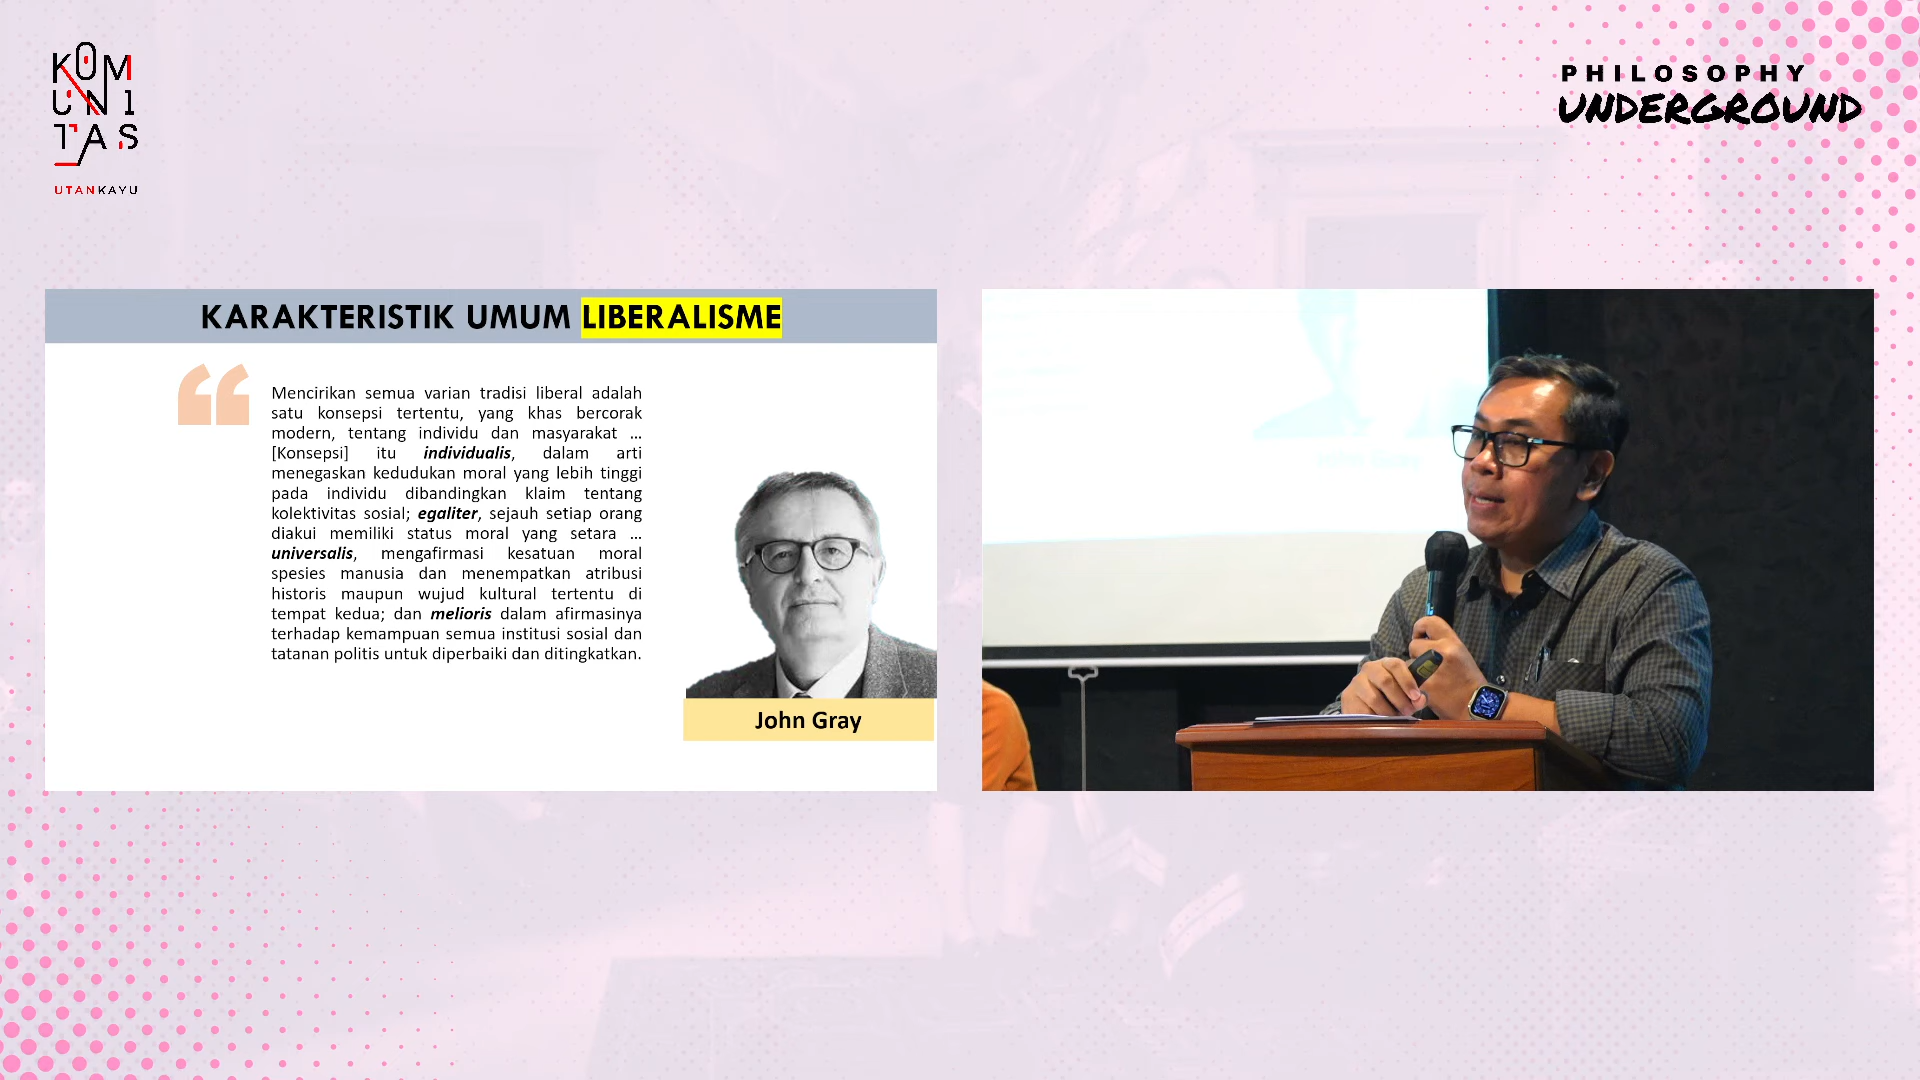 KOM
UNI
TAS
UTANKAYU
PHILOSOPHY
UNDERGROUND
KARAKTERISTIK UMUM LIBERALISME
Mencirikan semua varian tradisi liberal adalah
satu konsepsi tertentu, yang khas bercorak
modern, tentang individu dan masyarakat ...
[Konsepsi] itu individualis, dalam arti
menegaskan kedudukan moral yang lebih tinggi
pada individu dibandingkan klaim tentang
kolektivitas sosial; egaliter, sejauh setiap orang
diakui memiliki status moral yang setara ...
universalis, mengafirmasi kesatuan moral
spesies manusia dan menempatkan atribusi
historis maupun wujud kultural tertentu di
tempat kedua; dan melioris dalam afirmasinya
terhadap kemampuan semua institusi sosial dan
tatanan politis untuk diperbaiki dan ditingkatkan.
John Gray